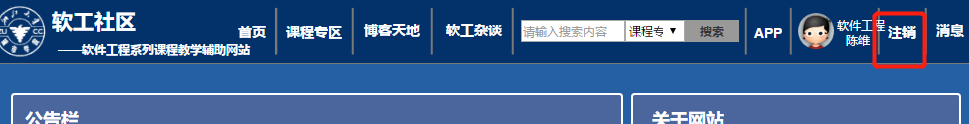 软工社区
——软件工程系列课程教学辅助网站
首页
课程专区
博客天地
软工杂谈
请输入搜索内容
课程专
搜索
APP
软件工程
陈维
注销
消息
公告栏
关于网站